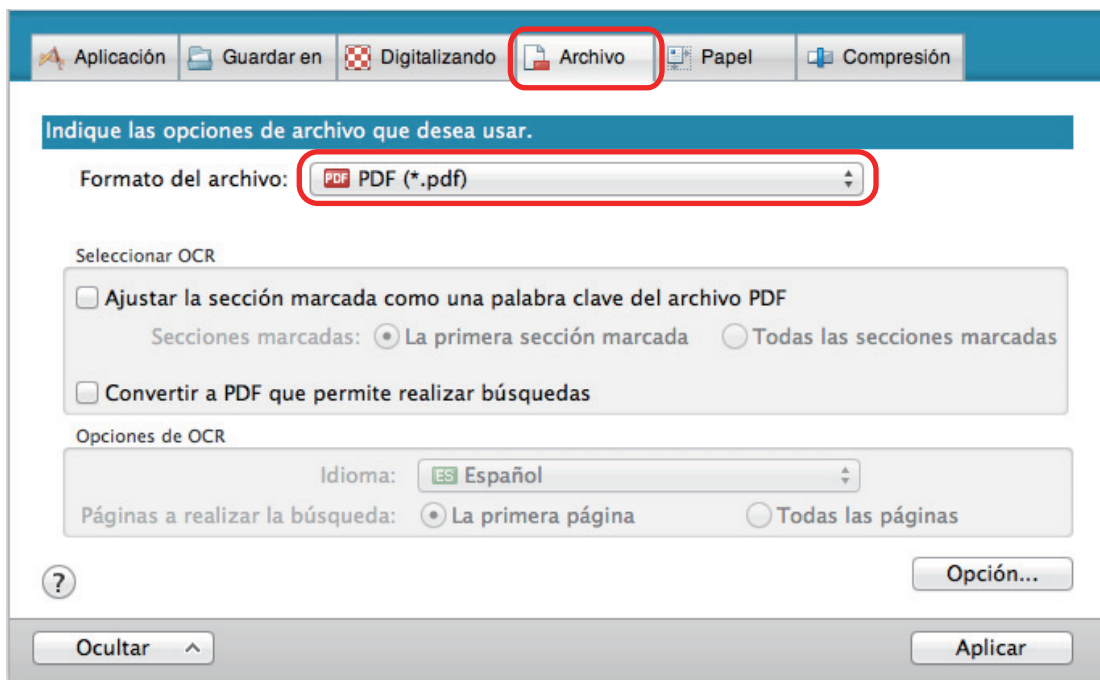 Aplicación Guardar en Digitalizando Archivo Papel Compresión
Indique las opciones de archivo que desea usar.
Formato del archivo: PDF PDF (*.pdf)
Seleccionar OCR
Ajustar la sección marcada como una palabra clave del archivo PDF
Secciones marcadas: La primera sección marcada Todas las secciones marcadas
Convertir a PDF que permite realizar búsquedas
Opciones de OCR
Idioma: ES Español
Páginas a realizar la búsqueda: La primera página Todas las páginas
? Opción...
Ocultar Aplicar